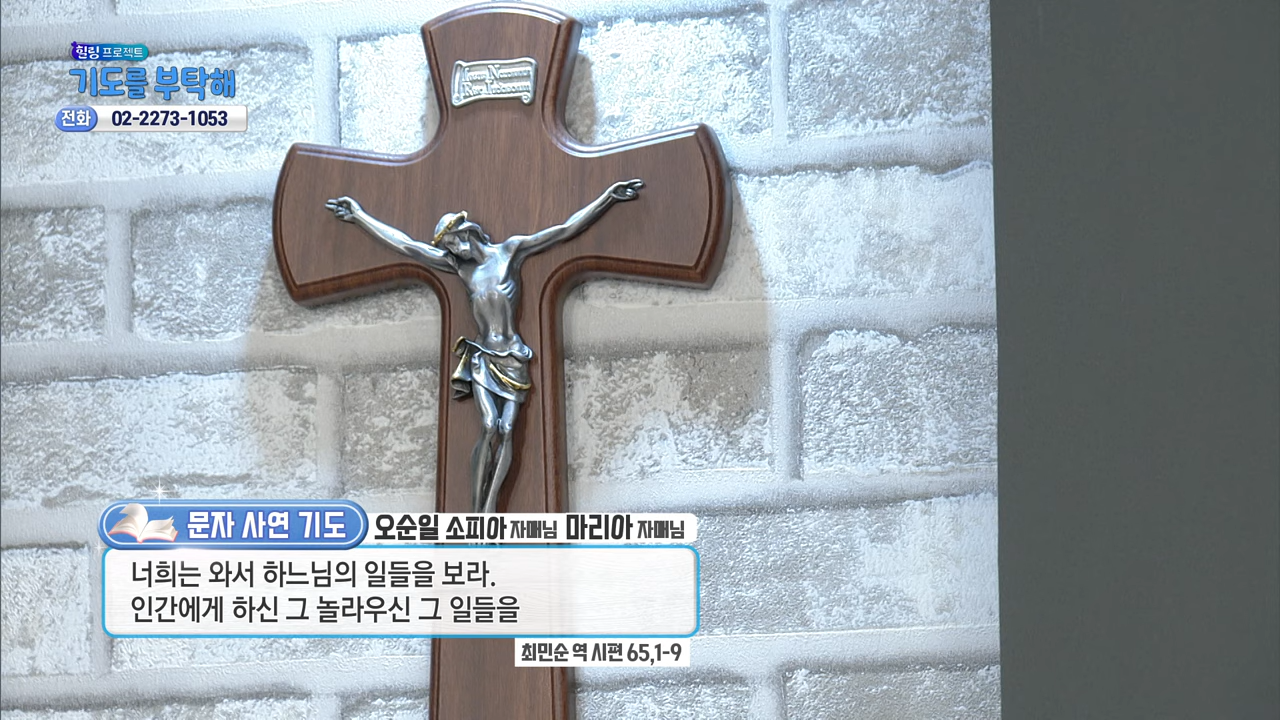 힐링 프로젝트
기도를 부탁해
전화 02-2273-1053
문자 사연 기도 오순일 소피아 자매님 마리아 자매님
너희는 와서 하느님의 일들을 보라.
인간에게 하신 그 놀라우신 그 일들을
최민순 역 시편 65,1-9